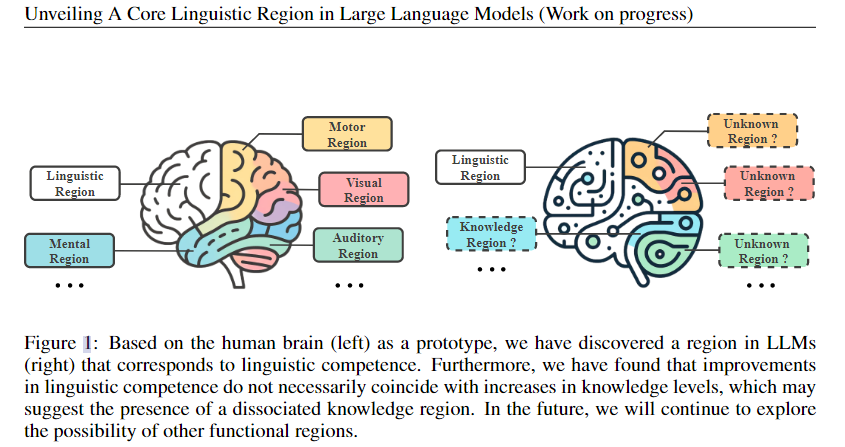 Unveiling A Core Linguistic Region in Large Language Models (Work on progress)
Motor
Region
Linguistic
Region
Visual
Region
Mental
Region
Auditory
Region
• • •
• • •
Linguistic
Region
Unknown
Region ?
Unknown
Region ?
Knowledge
Region ?
Unknown
Region ?
• • •
• • •
Figure 1: Based on the human brain (left) as a prototype, we have discovered a region in LLMs
(right) that corresponds to linguistic competence. Furthermore, we have found that improvements
in linguistic competence do not necessarily coincide with increases in knowledge levels, which may
suggest the presence of a dissociated knowledge region. In the future, we will continue to explore
the possibility of other functional regions.